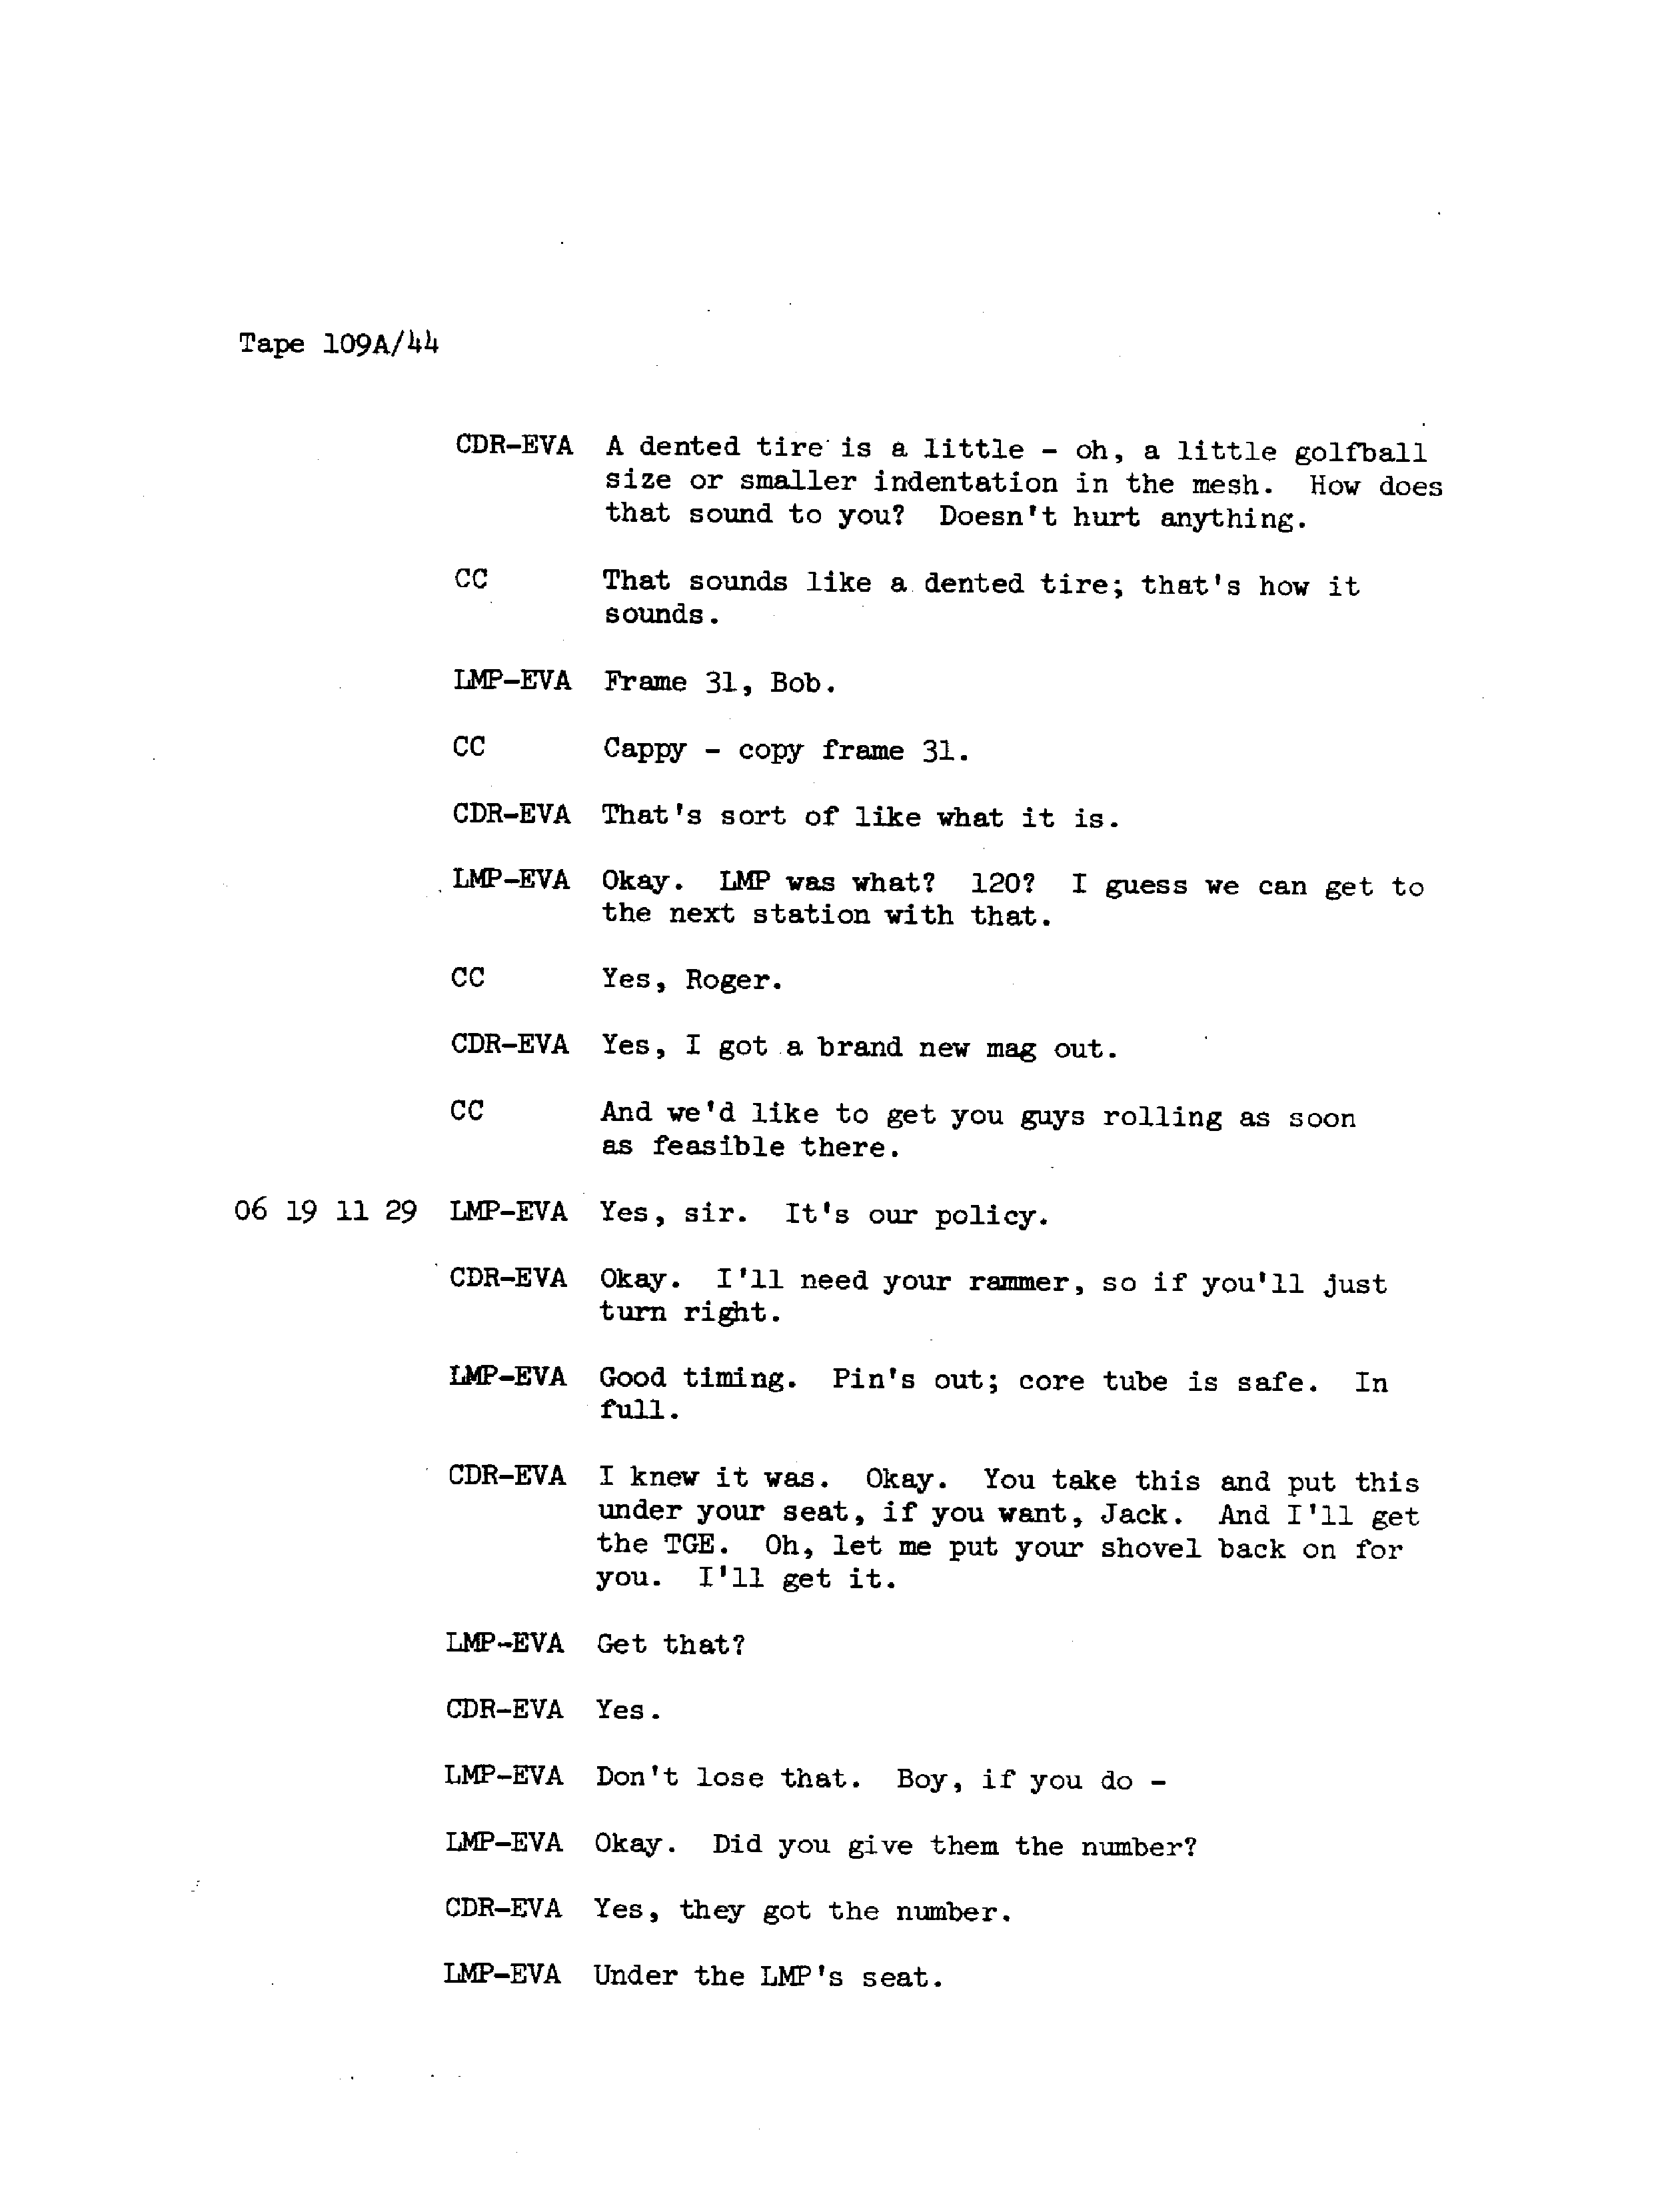 Tape 109A/44
CDR-EVA A dented tire is a little - oh, a little golfball
size or smaller indentation in the mesh. How does
that sound to you? Doesn't hurt anything.
CC That sounds like a dented tire; that's how it
sounds.
LMP-EVA Frame 31, Bob.
CC Cappy - copy frame 31.
CDR-EVA That's sort of like what it is.
LMP-EVA Okay. LMP was what? 120? I guess we can get to
the next station with that.
CC Yes, Roger.
CDR-EVA Yes, I got a brand new mag out.
CC And we'd like to get you guys rolling as soon
as feasible there.
06 19 11 29 LMP-EVA Yes, sir. It's our policy.
CDR-EVA Okay. I'll need your rammer, so if you'll just
turn right.
LMP-EVA Good timing. Pin's out; core tube is safe. In
full.
CDR-EVA I knew it was. Okay. You take this and put this
under your seat, if you want, Jack. And I'll get
the TGE. Oh, let me put your shovel back on for
you. I'll get it.
LMP-EVA Get that?
CDR-EVA Yes.
LMP-EVA Don't lose that. Boy, if you do -
LMP-EVA Okay. Did you give them the number?
CDR-EVA Yes, they got the number.
LMP-EVA Under the LMP's seat.